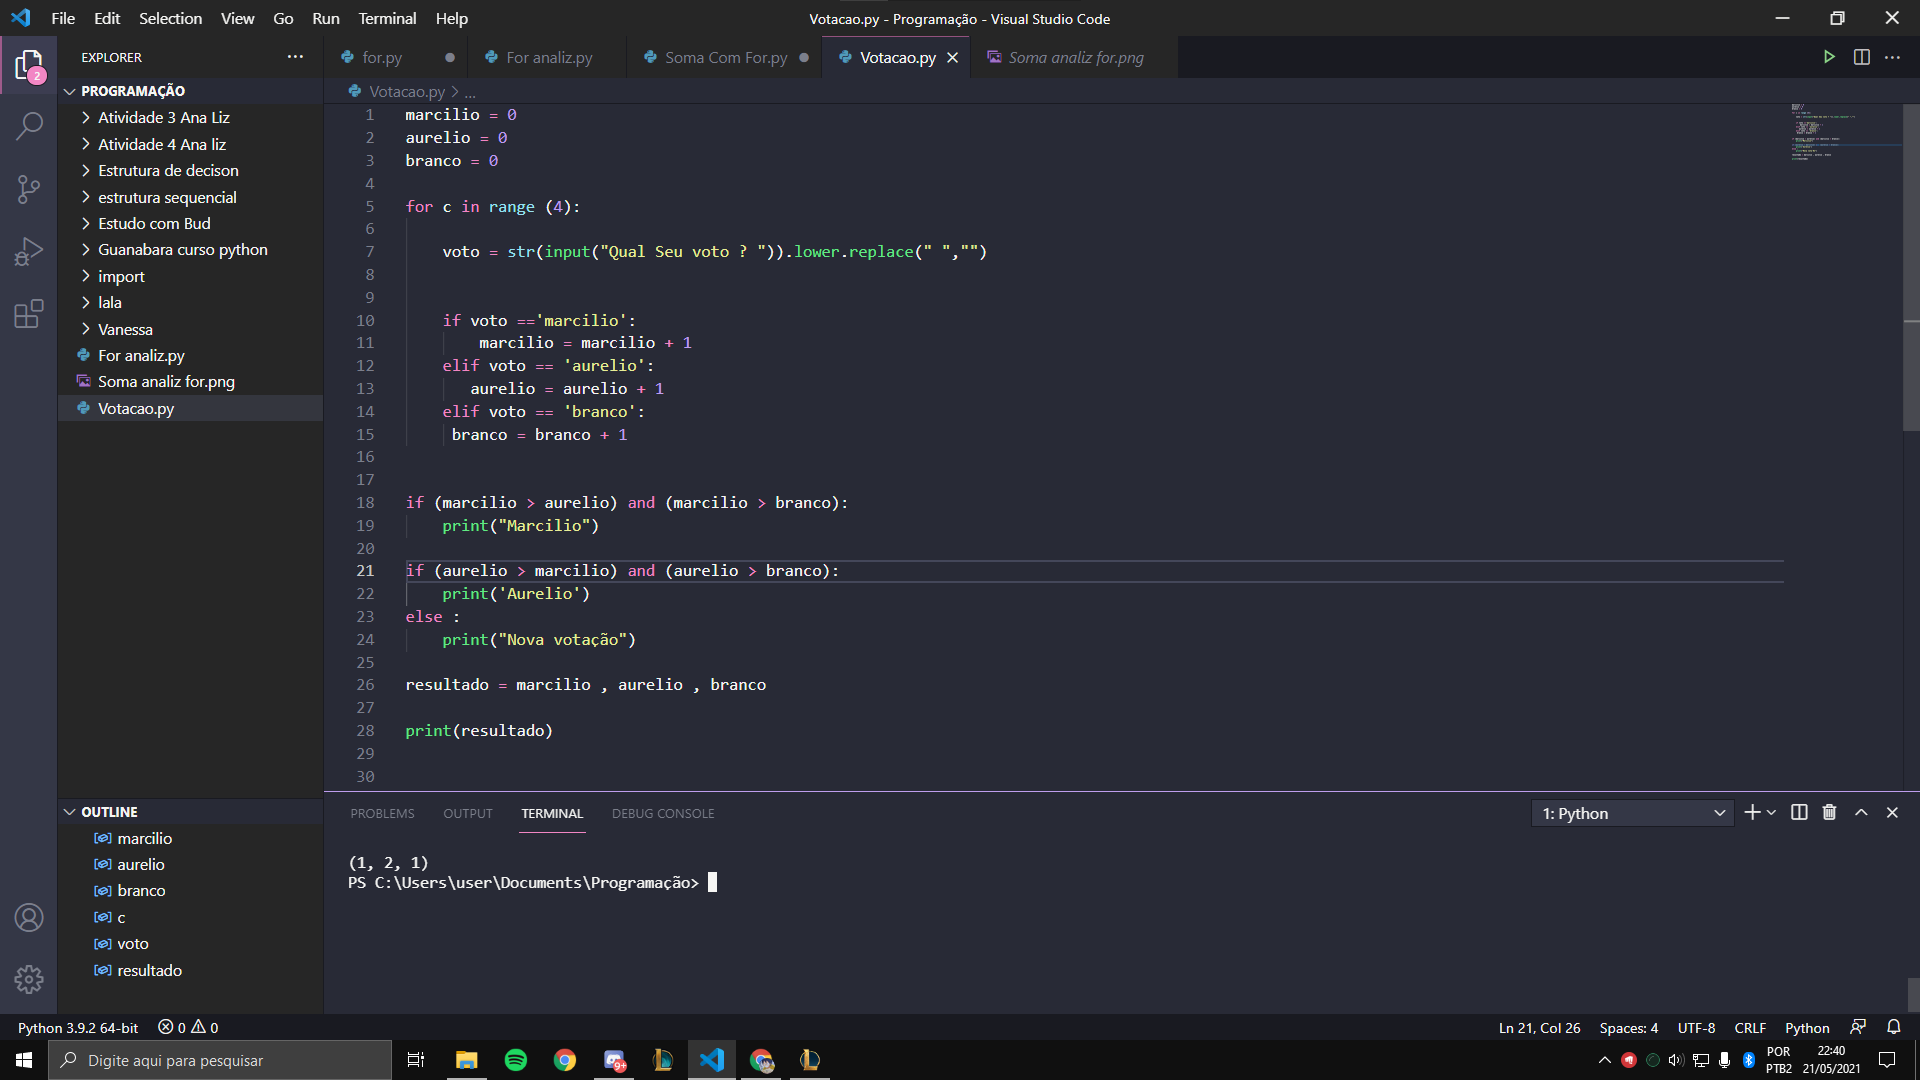 File Edit Selection View Go Run Terminal Help
Votacao.py - Programação - Visual Studio Code
EXPLORER
for.py
For analiz.py
Soma Com For.py
Votacao.py
Soma analiz for.png
2
PROGRAMAÇÃO
Atividade 3 Ana Liz
Atividade 4 Ana liz
Estrutura de decison
estrutura sequencial
Estudo com Bud
Guanabara curso python
import
lala
Vanessa
For analiz.py
Soma analiz for.png
Votacao.py
Votacao.py > ...
1 marcilio = 0
2 aurelio = 0
3 branco = 0
4
5 for c in range (4):
6
7 voto = str(input("Qual Seu voto ? ")).lower.replace(" ","")
8
9
10 if voto =='marcilio':
11 marcilio = marcilio + 1
12 elif voto == 'aurelio':
13 aurelio = aurelio + 1
14 elif voto == 'branco':
15 branco = branco + 1
16
17
18 if (marcilio > aurelio) and (marcilio > branco):
19 print("Marcilio")
20
21 if (aurelio > marcilio) and (aurelio > branco):
22 print('Aurelio')
23 else :
24 print("Nova votação")
25
26 resultado = marcilio , aurelio , branco
27
28 print(resultado)
29
30
OUTLINE
marcilio
aurelio
branco
c
voto
resultado
PROBLEMS OUTPUT TERMINAL DEBUG CONSOLE
1: Python
(1, 2, 1)
PS C:\Users\user\Documents\Programação>
Python 3.9.2 64-bit 0 0
Ln 21, Col 26 Spaces: 4 UTF-8 CRLF Python
Digite aqui para pesquisar
9+
POR
PTB2
22:40
21/05/2021